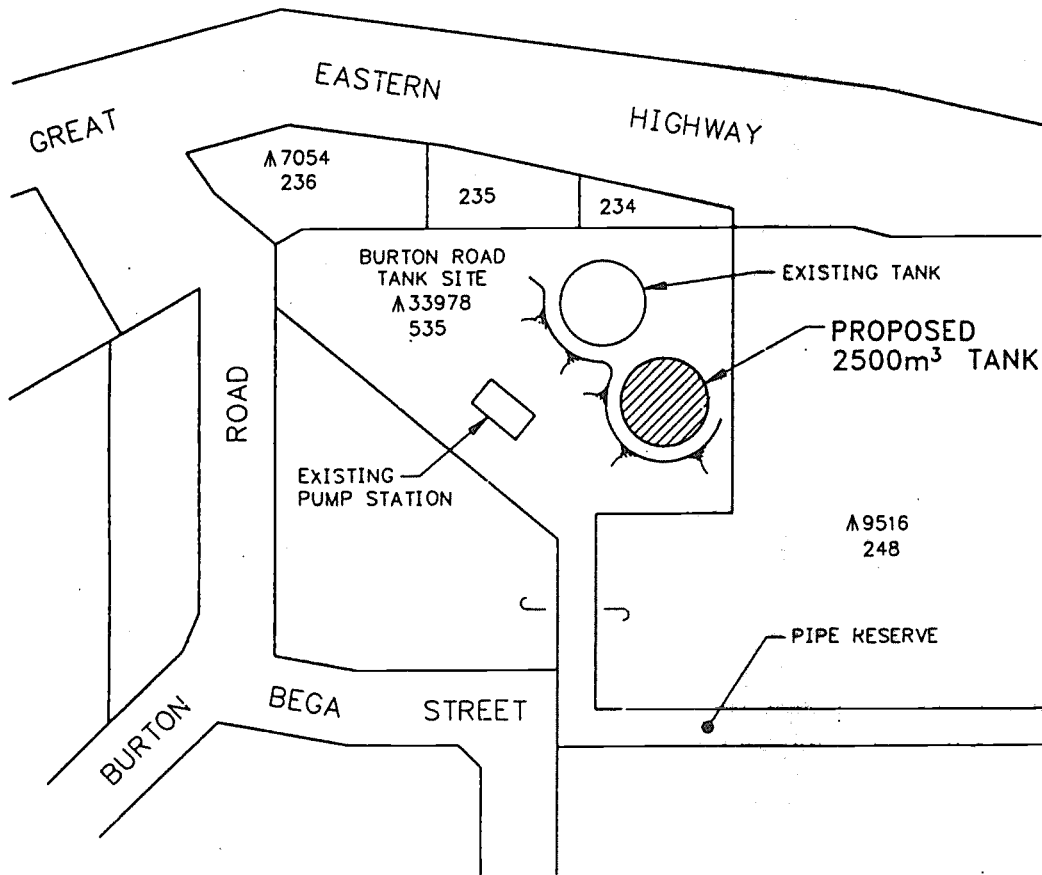 GREAT EASTERN HIGHWAY
7054
236
235
234
BURTON ROAD
TANK SITE
33978
535
EXISTING TANK
PROPOSED
2500m³ TANK
ROAD
EXISTING
PUMP STATION
9516
248
PIPE RESERVE
BEGA STREET
BURTON